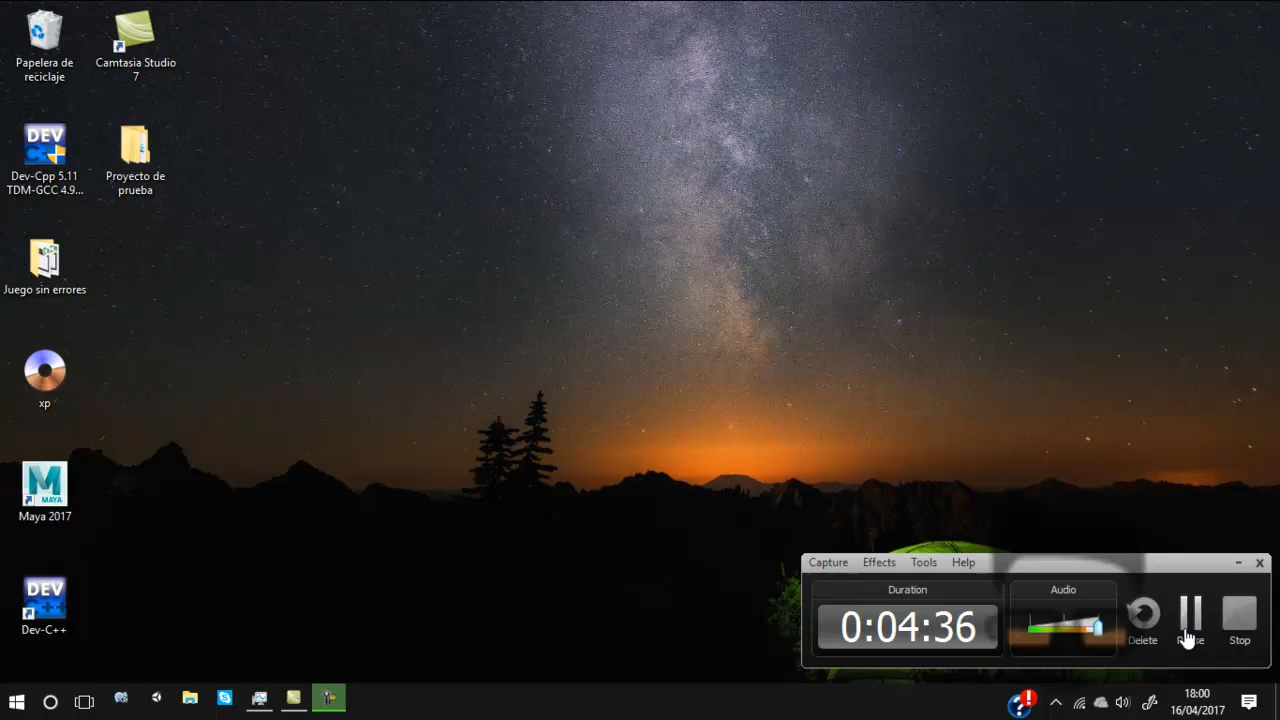 Papelera de
reciclaje
Camtasia Studio
7
DEV
Dev-Cpp 5.11
TDM-GCC 4.9...
Proyecto de
prueba
Juego sin errores
xp
M
MAYA
Maya 2017
DEV
C++
Dev-C++
Capture Effects Tools Help
Duration
0:04:36
Audio
Delete
Stop
18:00
16/04/2017